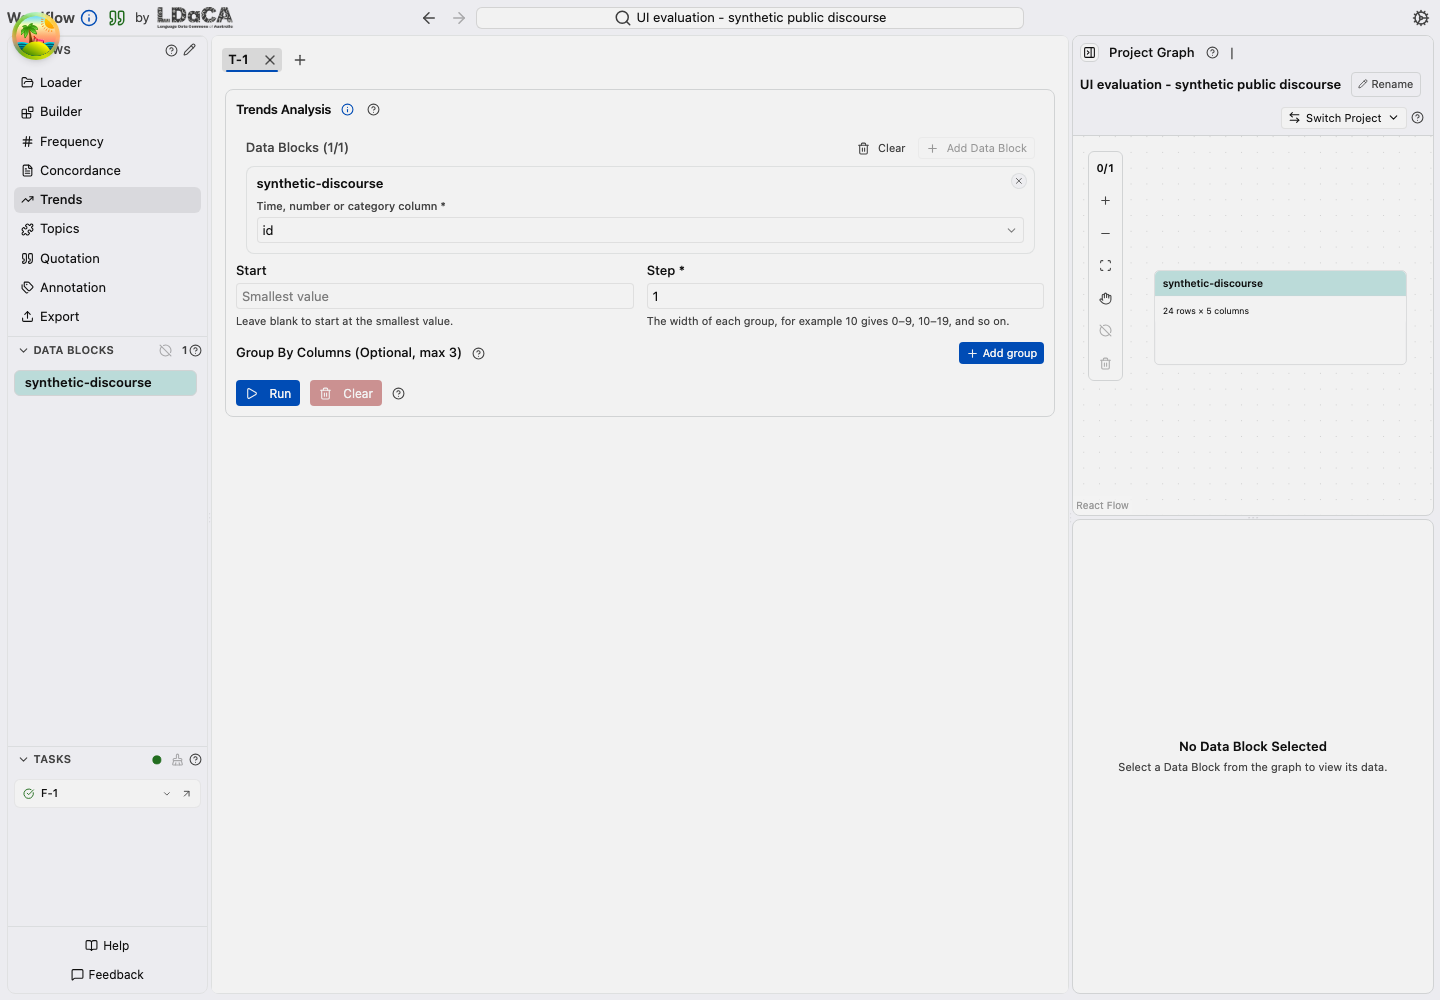 by LDaCA
Language Data Commons of Australia
UI evaluation - synthetic public discourse
Loader
Builder
Frequency
Concordance
Trends
Topics
Quotation
Annotation
Export
DATA BLOCKS 1
synthetic-discourse
TASKS
F-1
Help
Feedback
T-1
Trends Analysis
Data Blocks (1/1)
Clear
Add Data Block
synthetic-discourse
Time, number or category column *
id
Start
Smallest value
Leave blank to start at the smallest value.
Step *
1
The width of each group, for example 10 gives 0–9, 10–19, and so on.
Group By Columns (Optional, max 3)
Add group
Run
Clear
Project Graph |
UI evaluation - synthetic public discourse
Rename
Switch Project
0/1
synthetic-discourse
24 rows × 5 columns
React Flow
No Data Block Selected
Select a Data Block from the graph to view its data.